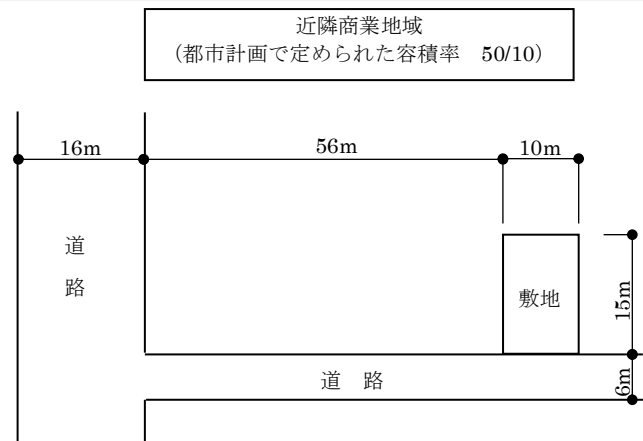 近隣商業地域
（都市計画で定められた容積率　50/10）
16m
56m
10m
道
路
敷地
15m
道　路
6m